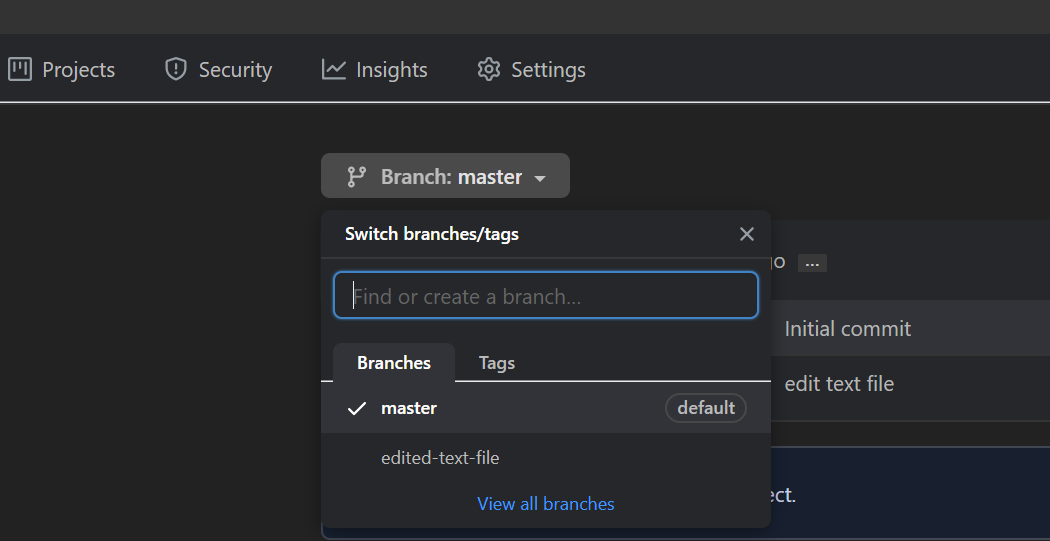 Projects Security Insights Settings
Branch: master
Switch branches/tags
go ...
Find or create a branch...
Initial commit
Branches Tags
edit text file
master default
edited-text-file
ect.
View all branches